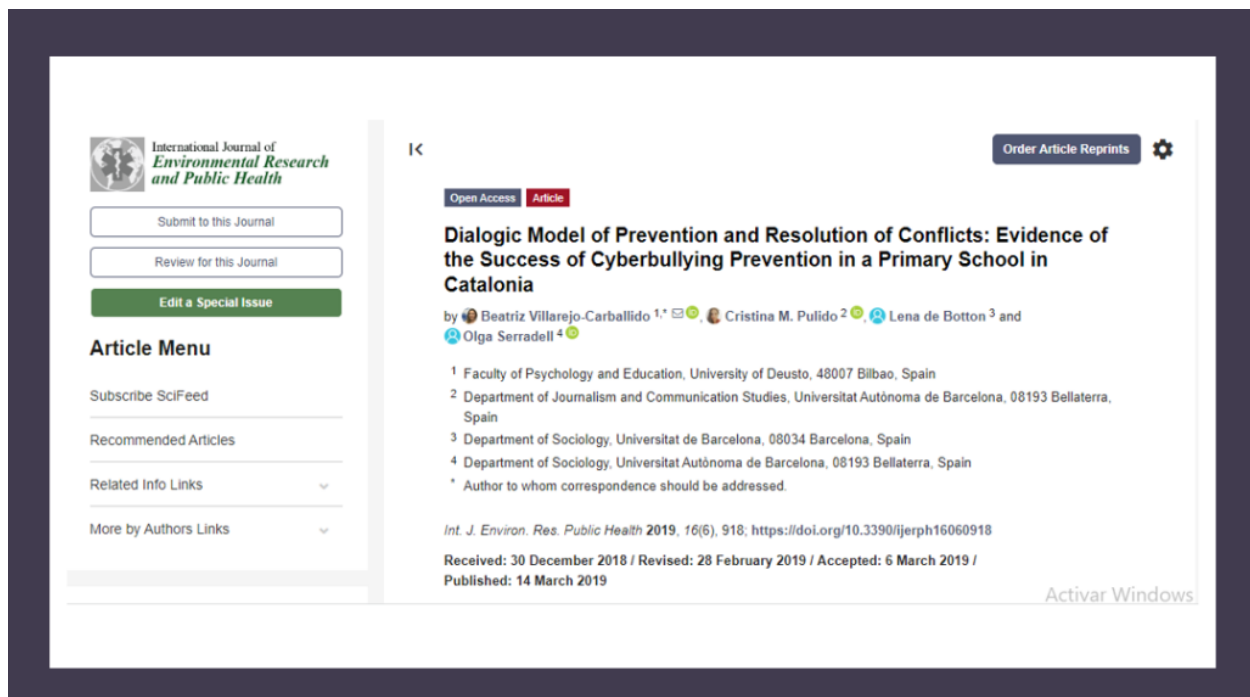 International Journal of
Environmental Research
and Public Health
Submit to this Journal
Review for this Journal
Edit a Special Issue
Article Menu
Subscribe SciFeed
Recommended Articles
Related Info Links
More by Authors Links
Order Article Reprints
Open Access Article
Dialogic Model of Prevention and Resolution of Conflicts: Evidence of
the Success of Cyberbullying Prevention in a Primary School in
Catalonia
by Beatriz Villarejo-Carballido 1,* iD, Cristina M. Pulido 2 iD, Lena de Botton 3 and
Olga Serradell 4 iD
1 Faculty of Psychology and Education, University of Deusto, 48007 Bilbao, Spain
2 Department of Journalism and Communication Studies, Universitat Autònoma de Barcelona, 08193 Bellaterra,
Spain
3 Department of Sociology, Universitat de Barcelona, 08034 Barcelona, Spain
4 Department of Sociology, Universitat Autònoma de Barcelona, 08193 Bellaterra, Spain
* Author to whom correspondence should be addressed.
Int. J. Environ. Res. Public Health 2019, 16(6), 918; https://doi.org/10.3390/ijerph16060918
Received: 30 December 2018 / Revised: 28 February 2019 / Accepted: 6 March 2019 /
Published: 14 March 2019
Activar Windows